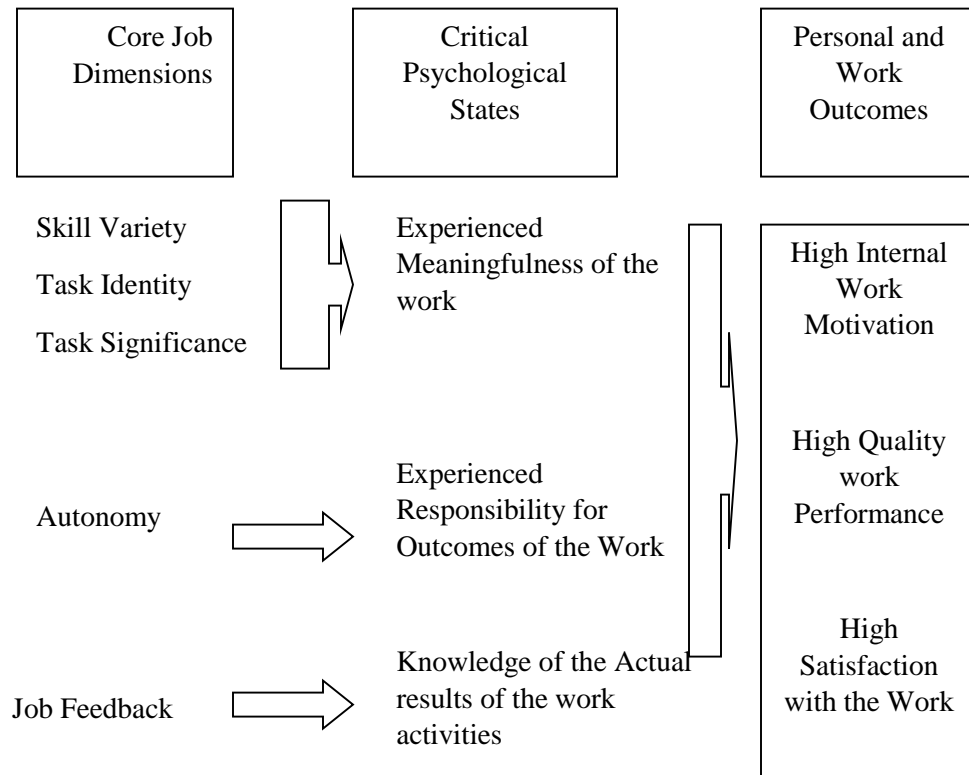 Core Job
Dimensions
Critical
Psychological
States
Personal and
Work
Outcomes
Skill Variety
Task Identity
Task Significance
Experienced
Meaningfulness of the
work
High Internal
Work
Motivation
Autonomy
Experienced
Responsibility for
Outcomes of the Work
High Quality
work
Performance
Job Feedback
Knowledge of the Actual
results of the work
activities
High
Satisfaction
with the Work